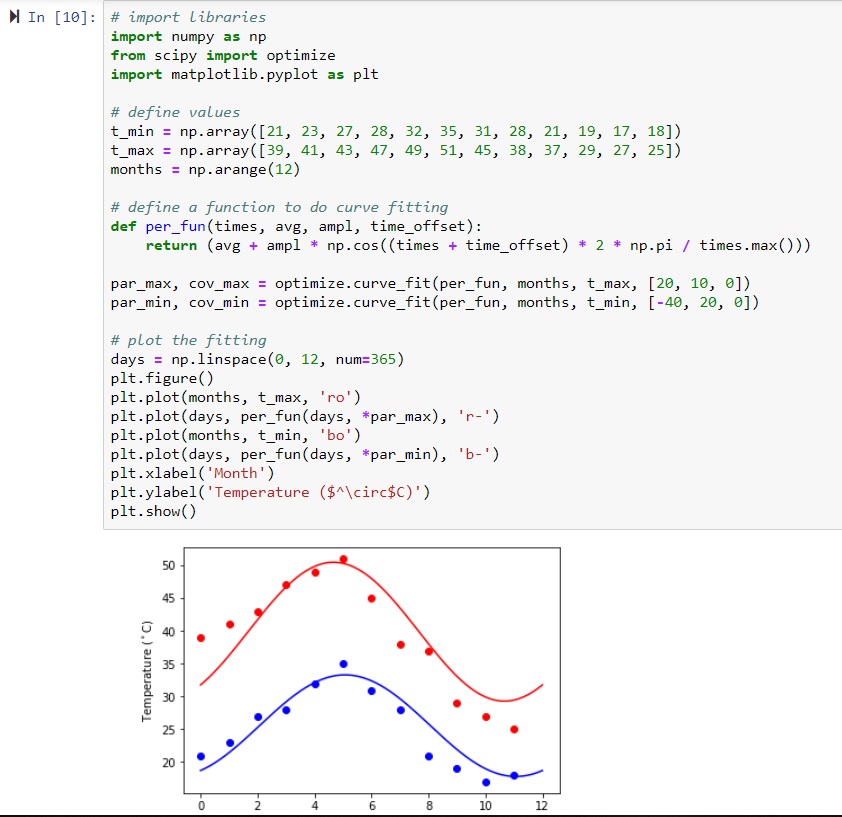 In [10]:
# import libraries
import numpy as np
from scipy import optimize
import matplotlib.pyplot as plt
# define values
t_min = np.array([21, 23, 27, 28, 32, 35, 31, 28, 21, 19, 17, 18])
t_max = np.array([39, 41, 43, 47, 49, 51, 45, 38, 37, 29, 27, 25])
months = np.arange(12)
# define a function to do curve fitting
def per_fun(times, avg, ampl, time_offset):
    return (avg + ampl * np.cos((times + time_offset) * 2 * np.pi / times.max()))
par_max, cov_max = optimize.curve_fit(per_fun, months, t_max, [20, 10, 0])
par_min, cov_min = optimize.curve_fit(per_fun, months, t_min, [-40, 20, 0])
# plot the fitting
days = np.linspace(0, 12, num=365)
plt.figure()
plt.plot(months, t_max, 'ro')
plt.plot(days, per_fun(days, *par_max), 'r-')
plt.plot(months, t_min, 'bo')
plt.plot(days, per_fun(days, *par_min), 'b-')
plt.xlabel('Month')
plt.ylabel('Temperature ($^\circ$C)')
plt.show()
Temperature (°C)
50
45
40
35
30
25
20
0 2 4 6 8 10 12